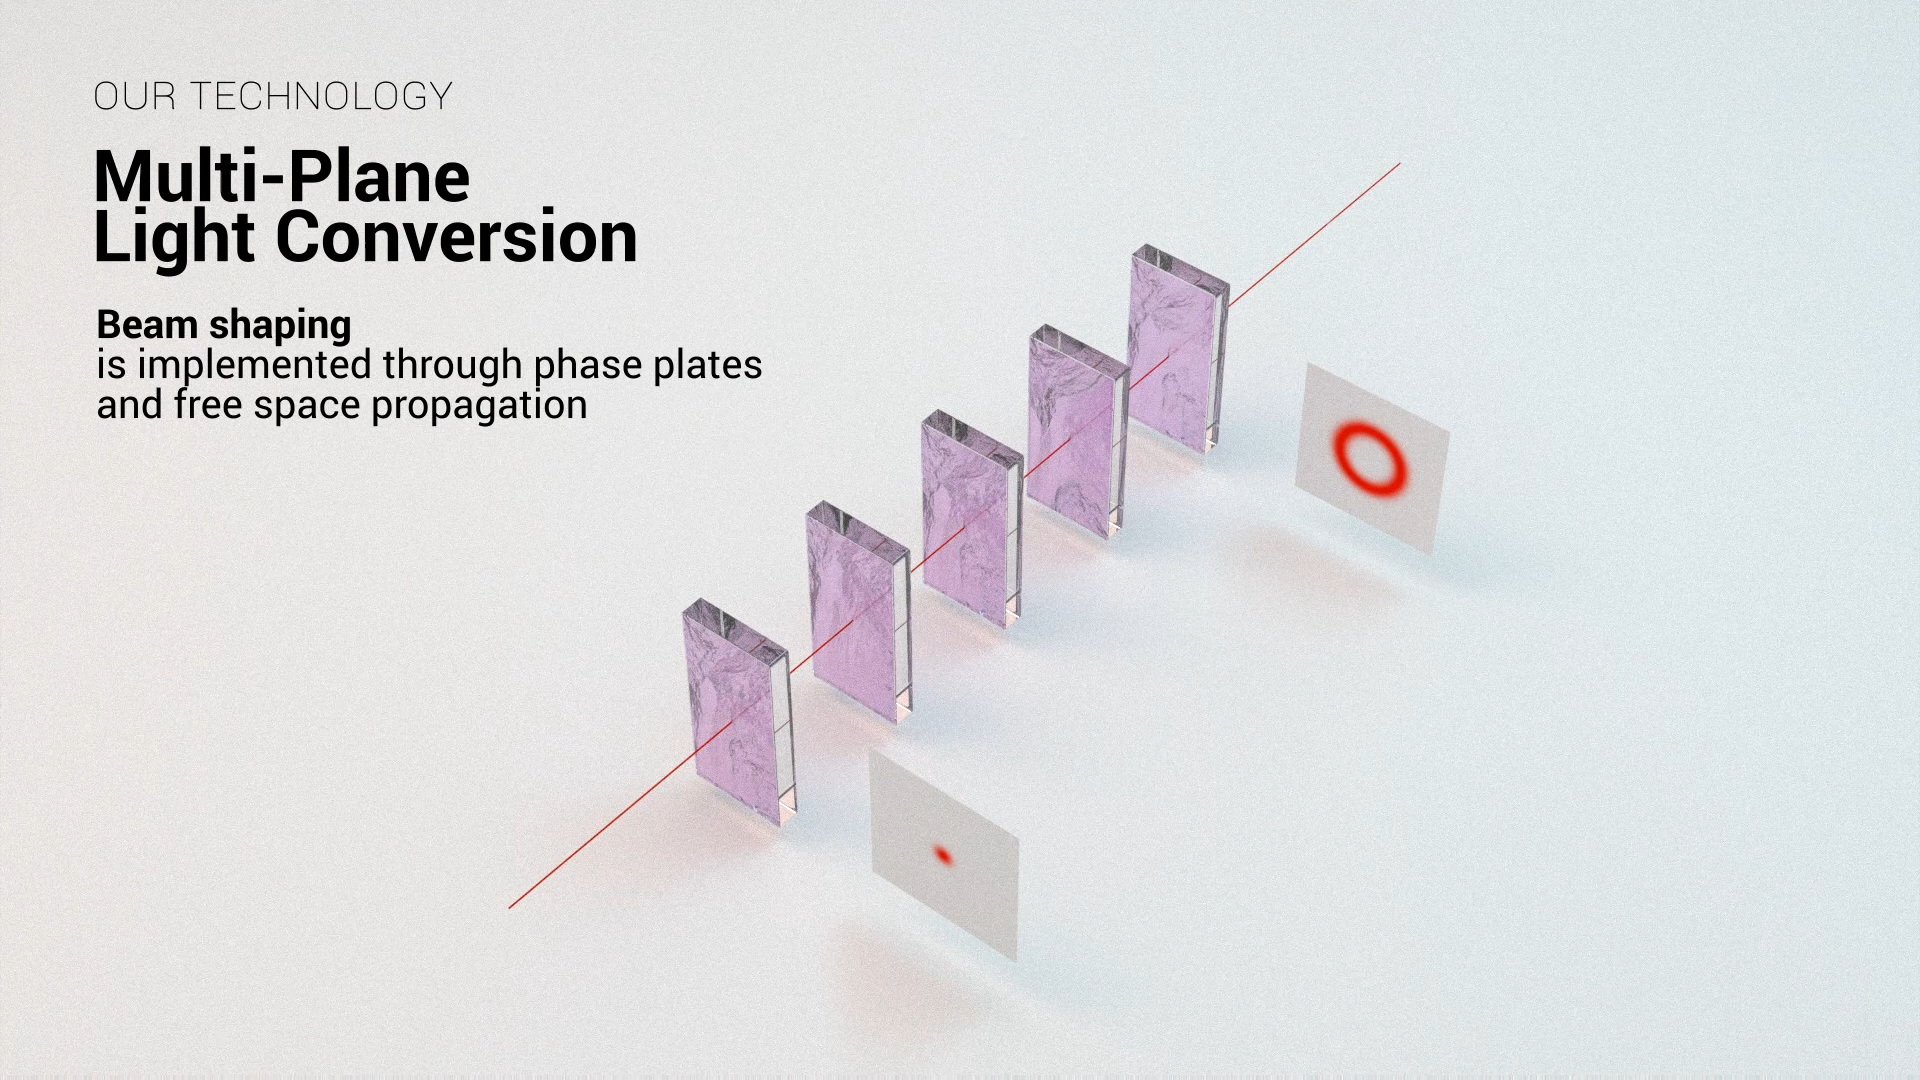 OUR TECHNOLOGY
Multi-Plane
Light Conversion
Beam shaping
is implemented through phase plates
and free space propagation